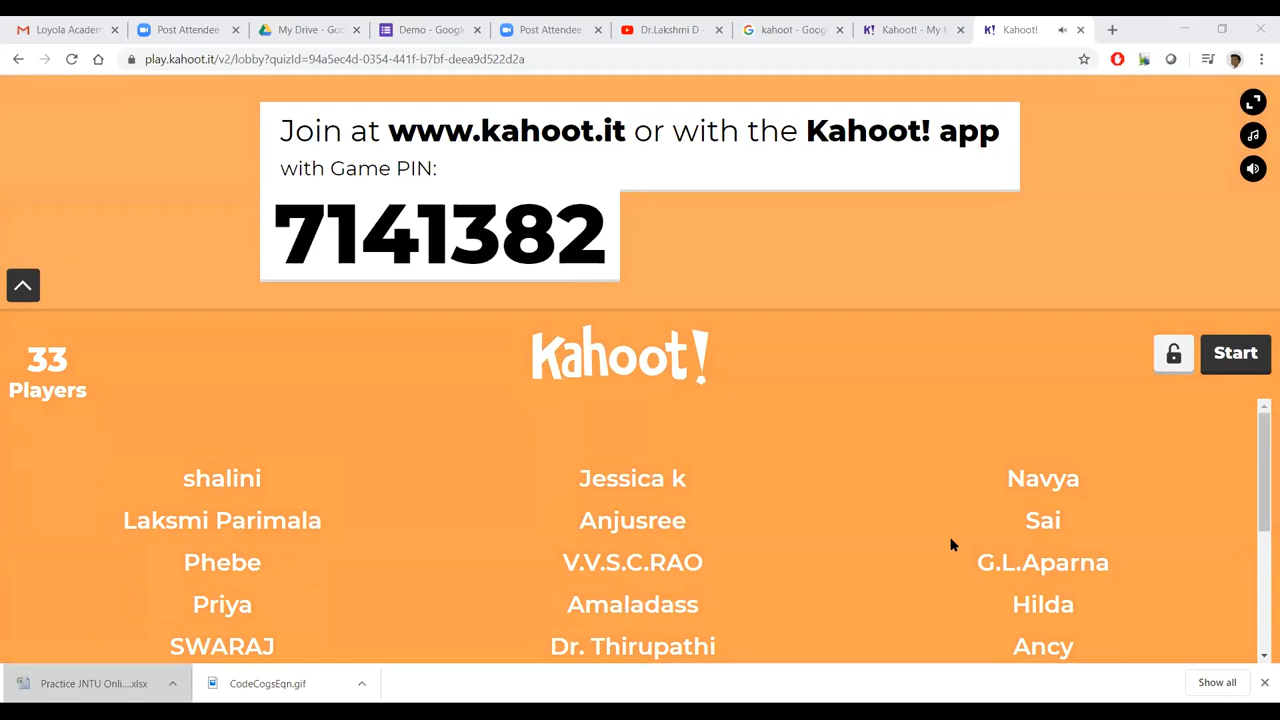 Loyola Academ
Post Attendee
My Drive - Goo
Demo - Google
Post Attendee
Dr.Lakshmi D -
kahoot - Goog
Kahoot! - My K
Kahoot!
play.kahoot.it/v2/lobby?quizId=94a5ec4d-0354-441f-b7bf-deea9d522d2a
Join at www.kahoot.it or with the Kahoot! app
with Game PIN:
7141382
33
Players
Kahoot!
Start
shalini Jessica k Navya
Laksmi Parimala Anjusree Sai
Phebe V.V.S.C.RAO G.L.Aparna
Priya Amaladass Hilda
SWARAJ Dr. Thirupathi Ancy
Practice JNTU Onli....xlsx
CodeCogsEqn.gif
Show all